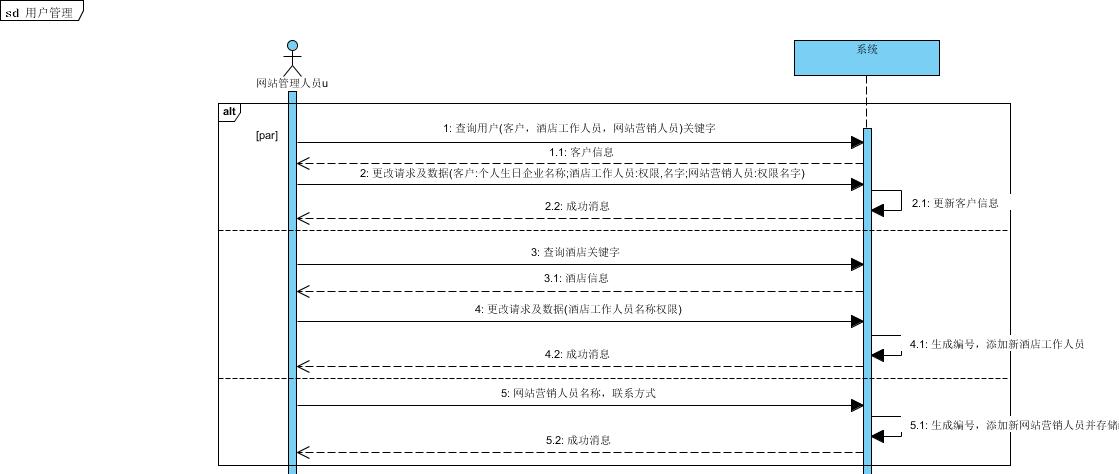 sd 用户管理
网站管理人员u
系统
alt
[par]
1: 查询用户(客户，酒店工作人员，网站营销人员)关键字
1.1: 客户信息
2: 更改请求及数据(客户:个人生日企业名称;酒店工作人员:权限,名字;网站营销人员:权限名字)
2.1: 更新客户信息
2.2: 成功消息
3: 查询酒店关键字
3.1: 酒店信息
4: 更改请求及数据(酒店工作人员名称权限)
4.1: 生成编号，添加新酒店工作人员
4.2: 成功消息
5: 网站营销人员名称，联系方式
5.1: 生成编号，添加新网站营销人员并存储
5.2: 成功消息